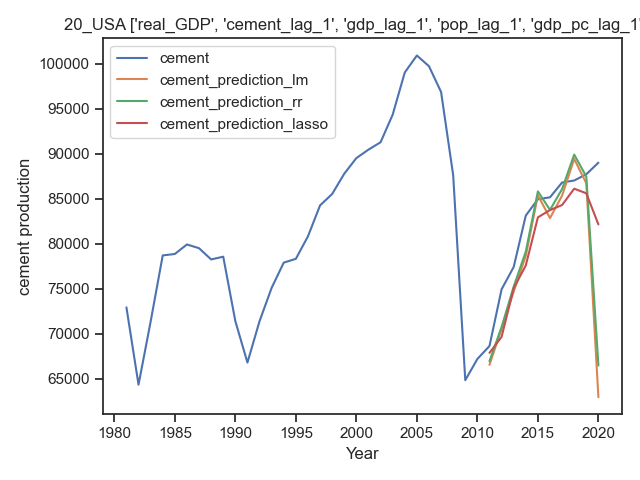 20_USA ['real_GDP', 'cement_lag_1', 'gdp_lag_1', 'pop_lag_1', 'gdp_pc_lag_1'
cement
cement_prediction_lm
cement_prediction_rr
cement_prediction_lasso
100000
95000
90000
85000
80000
75000
70000
65000
cement production
1980 1985 1990 1995 2000 2005 2010 2015 2020
Year